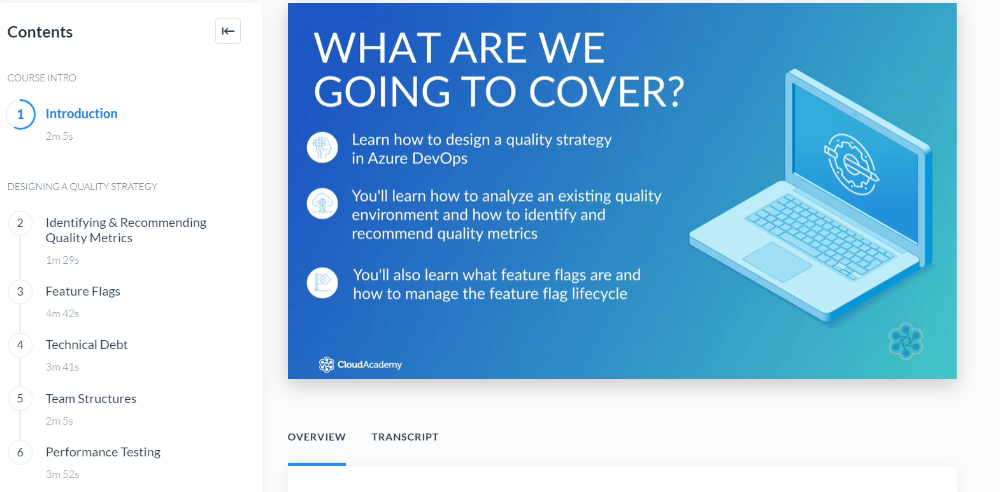 Contents
COURSE INTRO
1
Introduction
2m 5s
DESIGNING A QUALITY STRATEGY
2
Identifying & Recommending
Quality Metrics
1m 29s
3
Feature Flags
4m 42s
4
Technical Debt
3m 41s
5
Team Structures
2m 5s
6
Performance Testing
3m 52s
WHAT ARE WE
GOING TO COVER?
Learn how to design a quality strategy
in Azure DevOps
You'll learn how to analyze an existing quality
environment and how to identify and
recommend quality metrics
You'll also learn what feature flags are and
how to manage the feature flag lifecycle
CloudAcademy
OVERVIEW
TRANSCRIPT